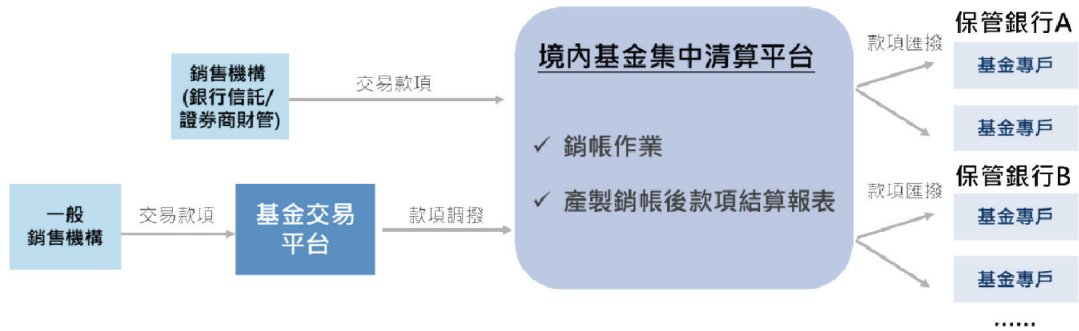 銷售機構
(銀行信託/
證券商財管)
交易款項
一般
銷售機構
交易款項
基金交易
平台
款項調撥
境內基金集中清算平台
✓ 銷帳作業
✓ 產製銷帳後款項結算報表
款項匯撥
保管銀行A
基金專戶
基金專戶
款項匯撥
保管銀行B
基金專戶
基金專戶
......